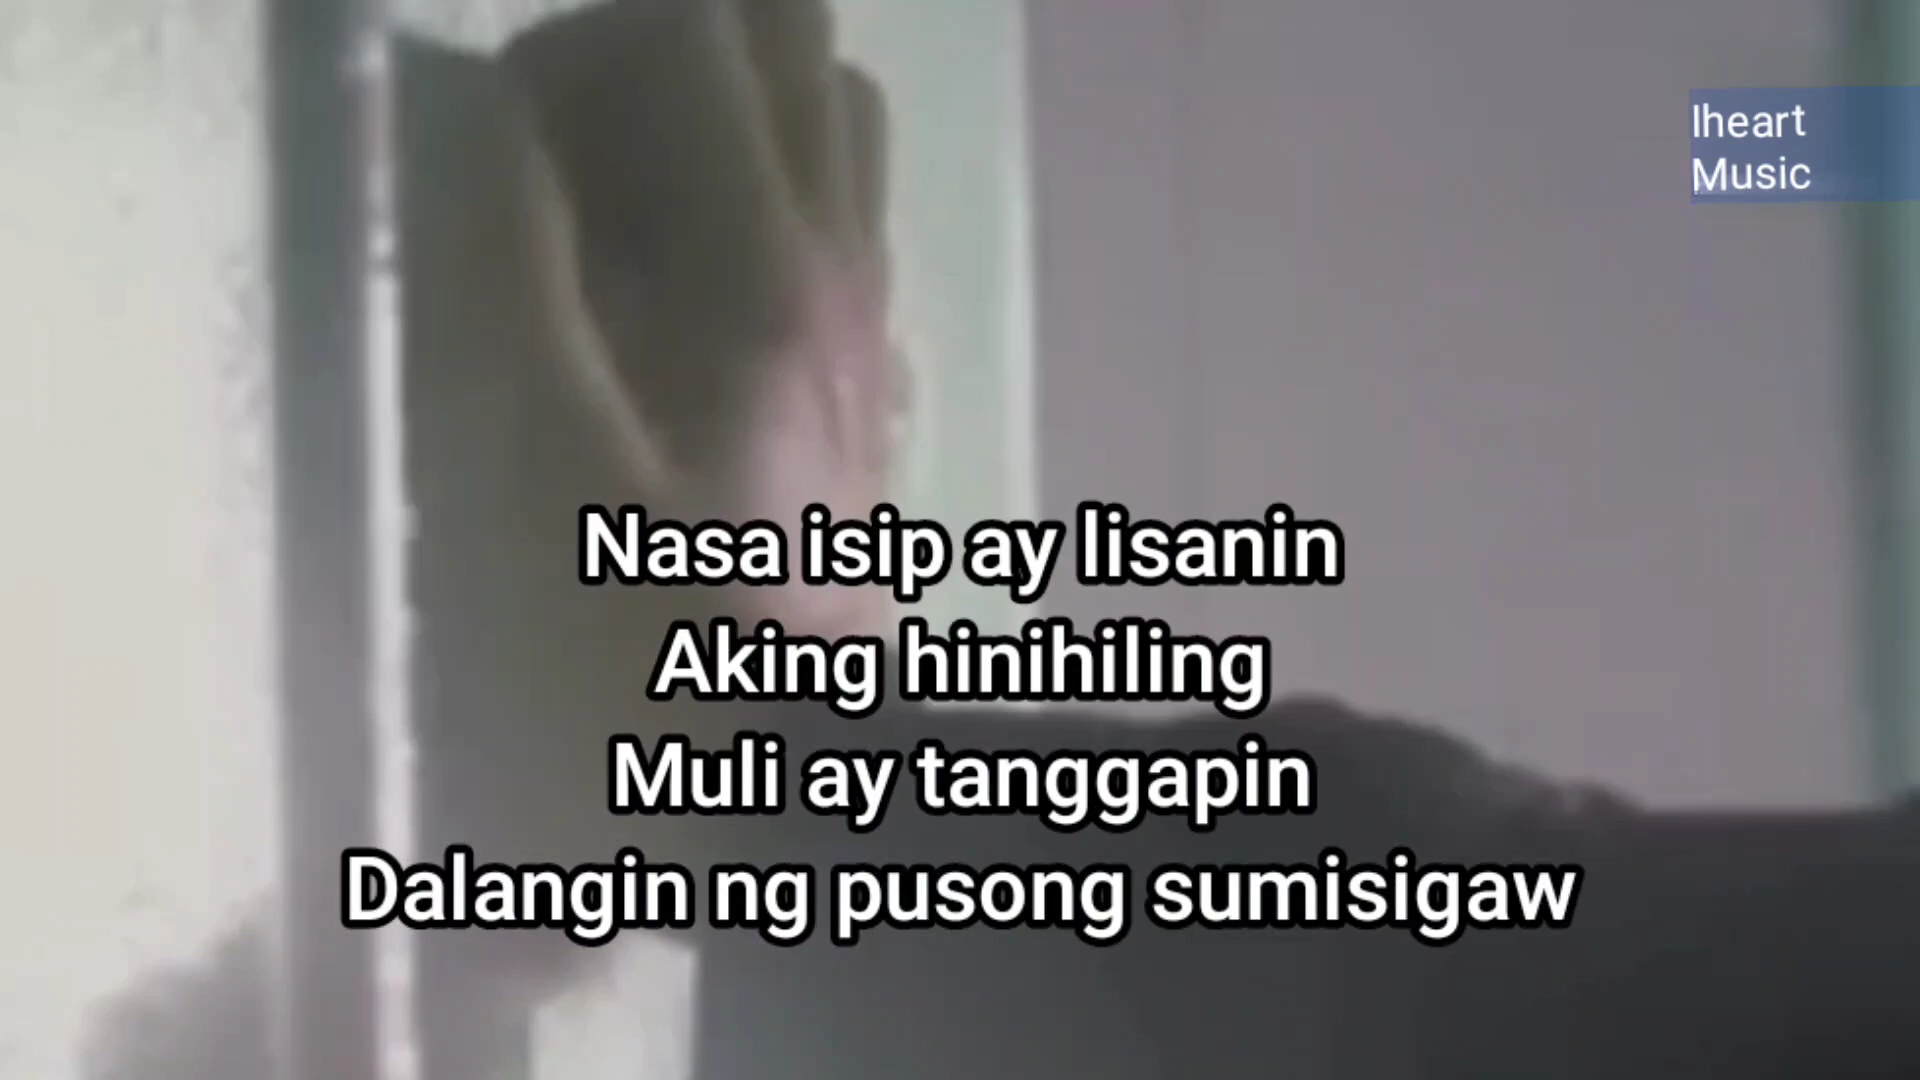 Iheart
Music
Nasa isip ay lisanin
Aking hinihiling
Muli ay tanggapin
Dalangin ng pusong sumisigaw